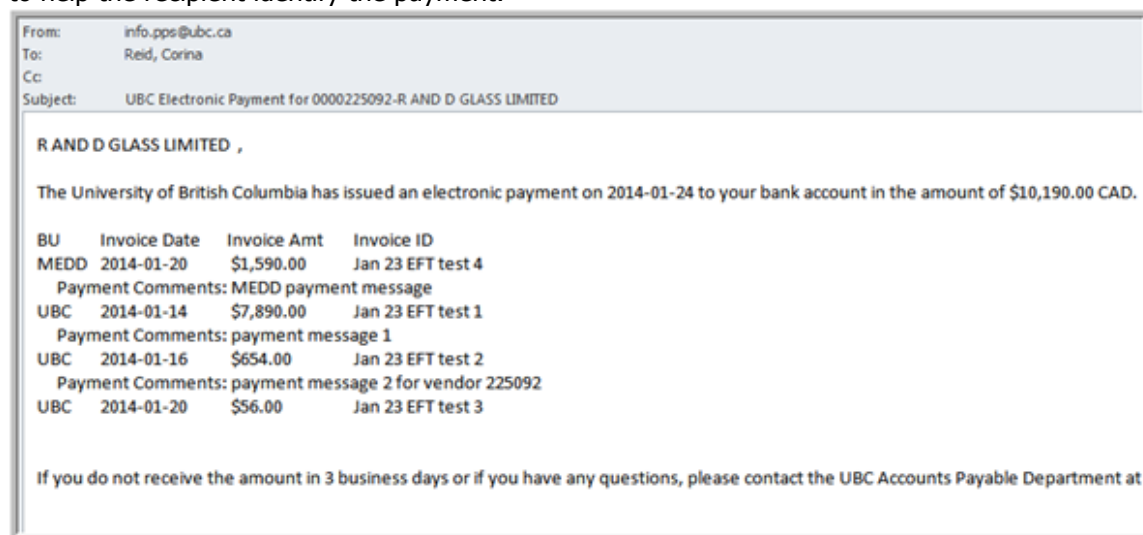 to help the recipient identify the payment.
From: info.pps@ubc.ca
To: Reid, Corina
Cc:
Subject: UBC Electronic Payment for 0000225092-R AND D GLASS LIMITED
R AND D GLASS LIMITED ,
The University of British Columbia has issued an electronic payment on 2014-01-24 to your bank account in the amount of $10,190.00 CAD.
BU Invoice Date Invoice Amt Invoice ID
MEDD 2014-01-20 $1,590.00 Jan 23 EFT test 4
Payment Comments: MEDD payment message
UBC 2014-01-14 $7,890.00 Jan 23 EFT test 1
Payment Comments: payment message 1
UBC 2014-01-16 $654.00 Jan 23 EFT test 2
Payment Comments: payment message 2 for vendor 225092
UBC 2014-01-20 $56.00 Jan 23 EFT test 3
If you do not receive the amount in 3 business days or if you have any questions, please contact the UBC Accounts Payable Department at